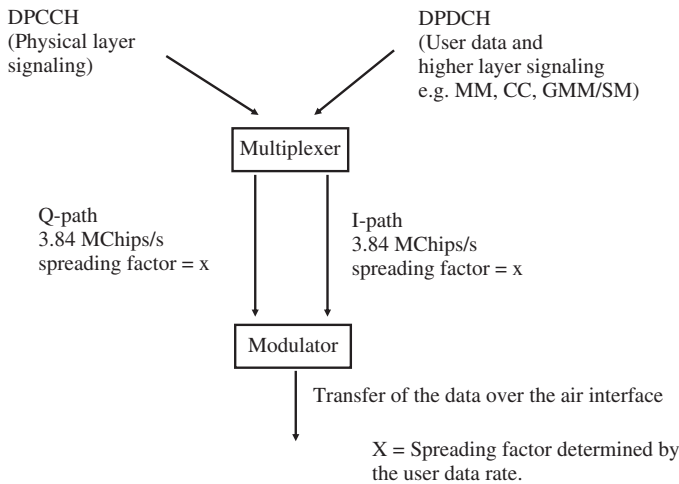 DPCCH
(Physical layer
signaling)
DPDCH
(User data and
higher layer signaling
e.g. MM, CC, GMM/SM)
Multiplexer
Q-path
3.84 MChips/s
spreading factor = x
I-path
3.84 MChips/s
spreading factor = x
Modulator
Transfer of the data over the air interface
X = Spreading factor determined by
the user data rate.